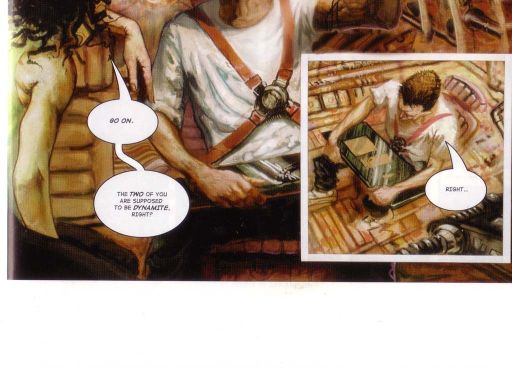 GO ON.
THE TWO OF YOU
ARE SUPPOSED
TO BE DYNAMITE,
RIGHT?
RIGHT...